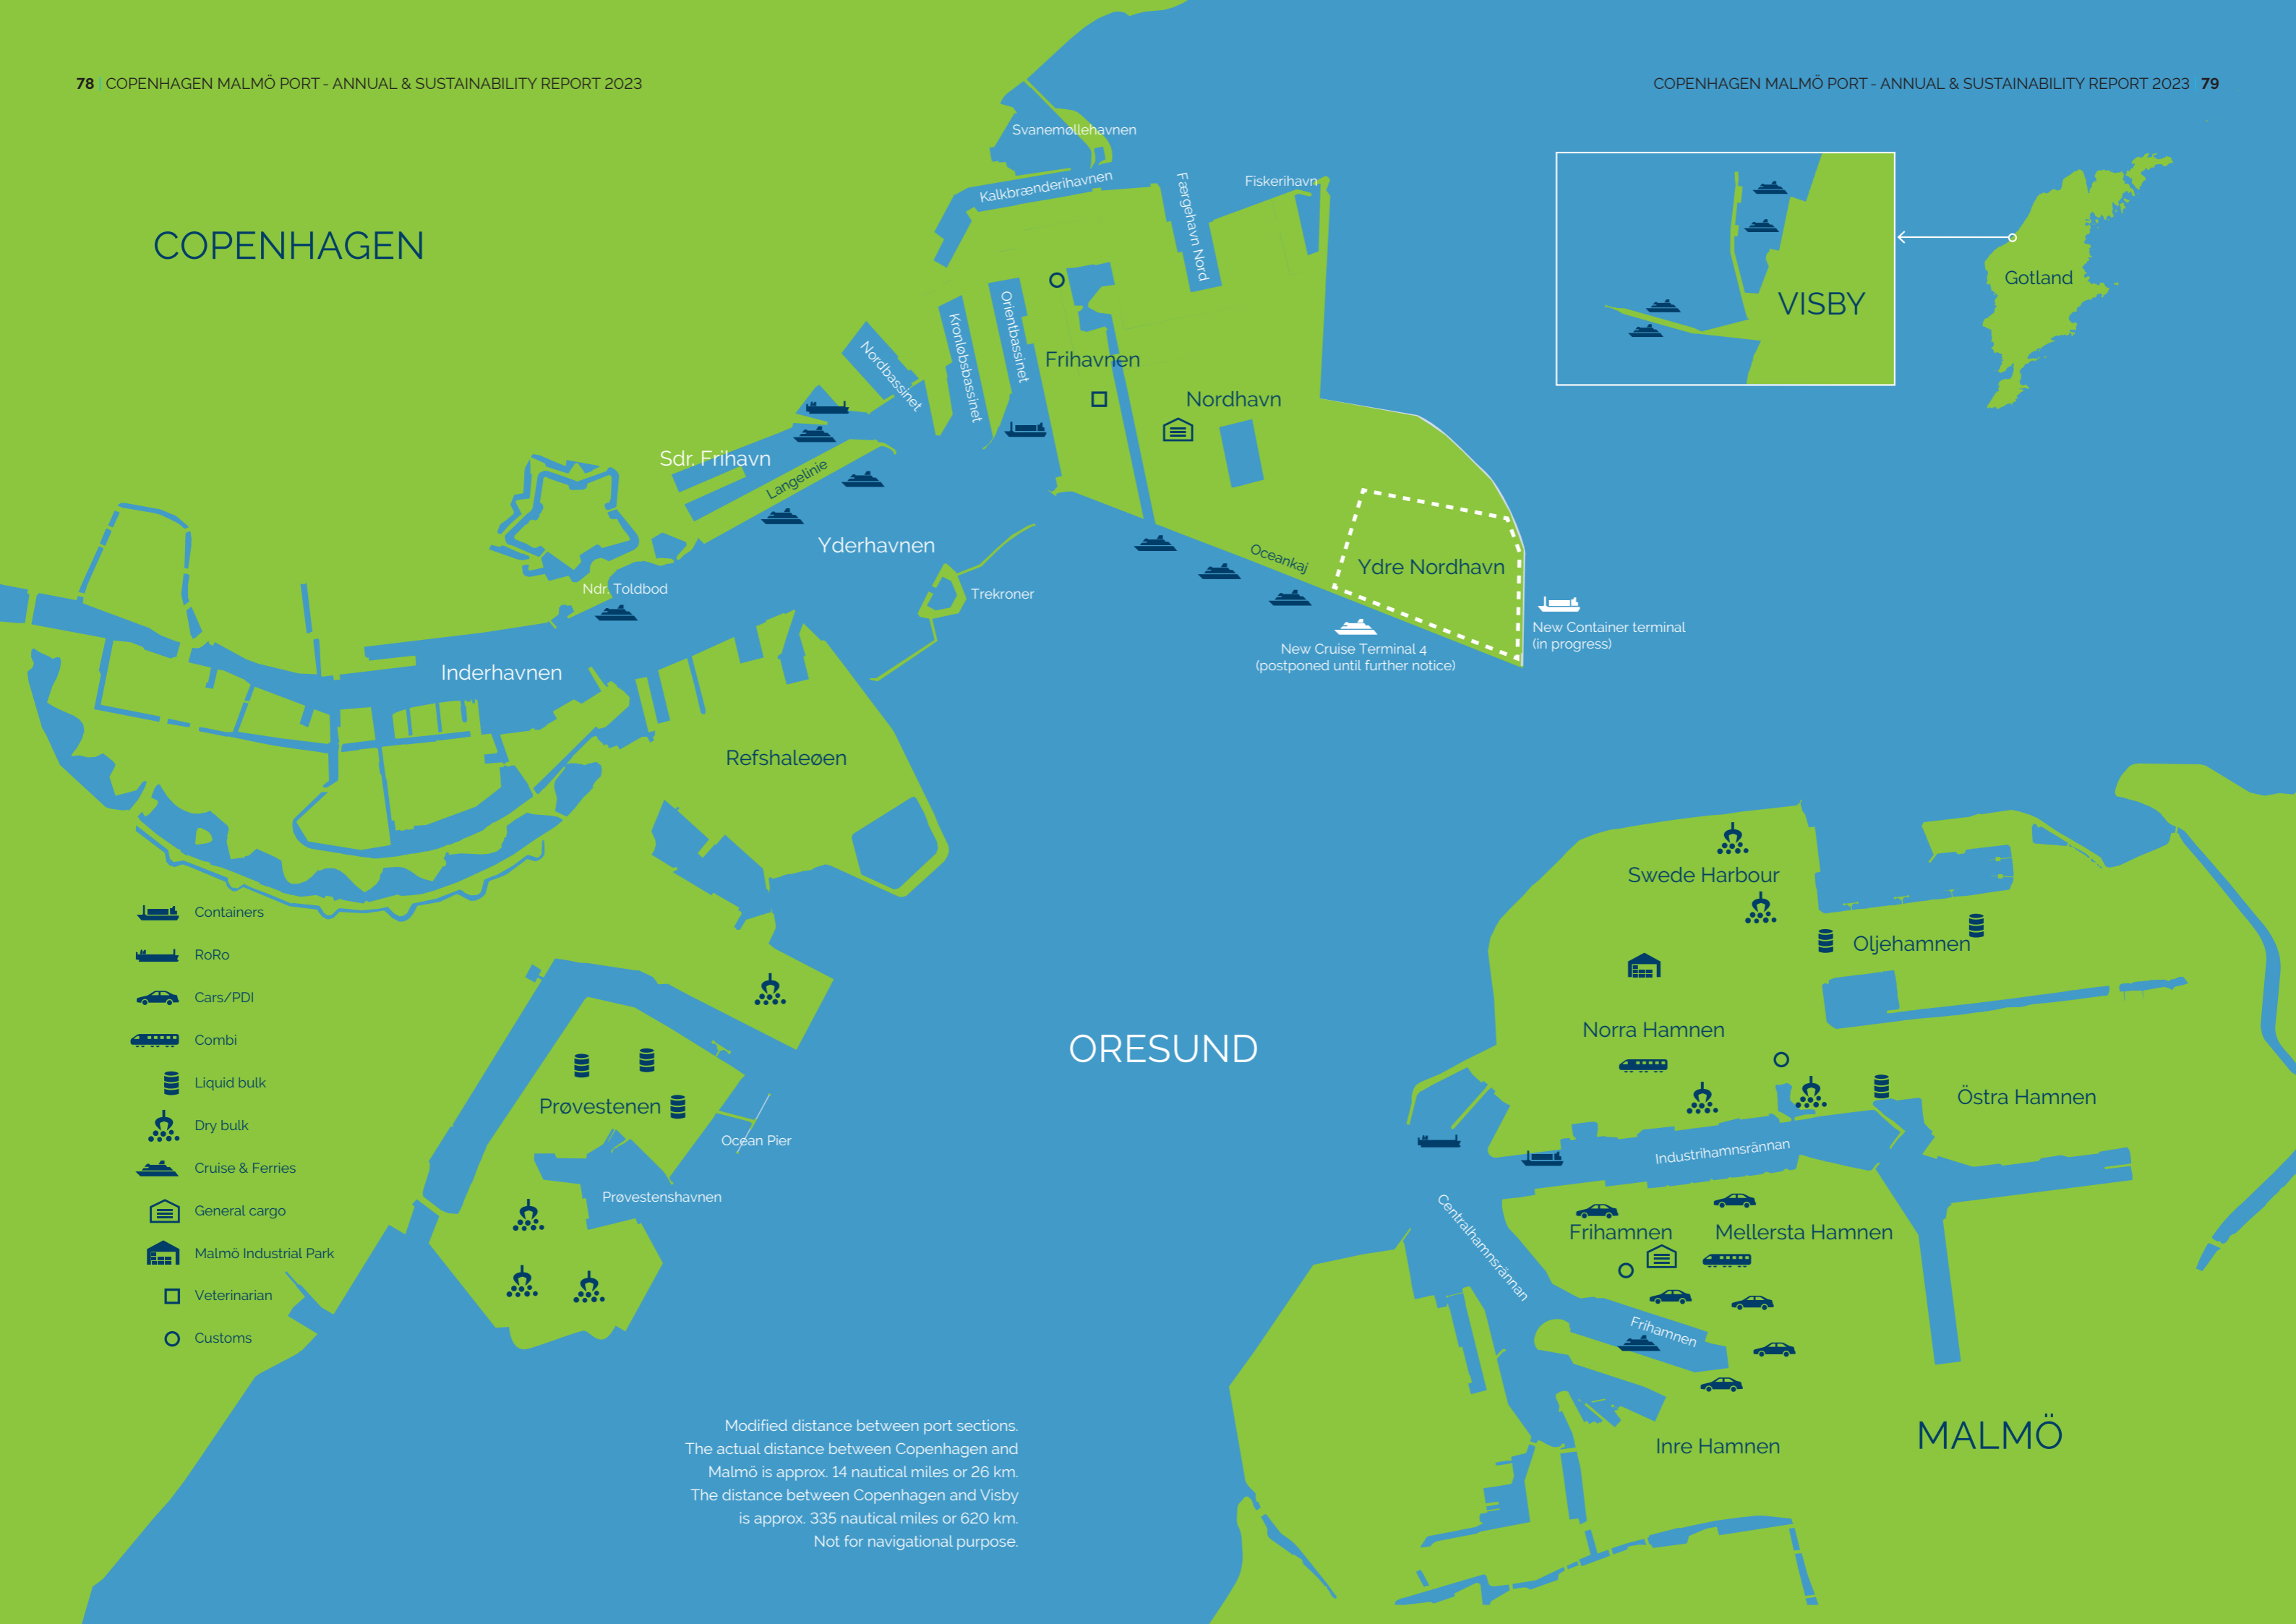 78 | COPENHAGEN MALMÖ PORT - ANNUAL & SUSTAINABILITY REPORT 2023
COPENHAGEN MALMÖ PORT - ANNUAL & SUSTAINABILITY REPORT 2023 79
COPENHAGEN
Svanemøllehavnen
Kalkbrænderihavnen
Færgehavn Nord
Fiskerihavn
VISBY
Gotland
Nordbassinet
Kronløbsbassinet
Orientbassinet
Frihavnen
Nordhavn
Sdr. Frihavn
Langelinie
Yderhavnen
Oceankaj
Ydre Nordhavn
Ndr. Toldbod
Trekroner
New Container terminal
(in progress)
New Cruise Terminal 4
(postponed until further notice)
Inderhavnen
Refshaleøen
Containers
RoRo
Cars/PDI
Combi
Liquid bulk
Dry bulk
Cruise & Ferries
General cargo
Malmö Industrial Park
Veterinarian
Customs
Prøvestenen
Ocean Pier
Prøvestenshavnen
ORESUND
Swede Harbour
Oljehamnen
Norra Hamnen
Östra Hamnen
Industrihamnsrännan
Centralhamnsrännan
Frihamnen
Mellersta Hamnen
Frihamnen
Inre Hamnen
MALMÖ
Modified distance between port sections.
The actual distance between Copenhagen and
Malmö is approx. 14 nautical miles or 26 km.
The distance between Copenhagen and Visby
is approx. 335 nautical miles or 620 km.
Not for navigational purpose.